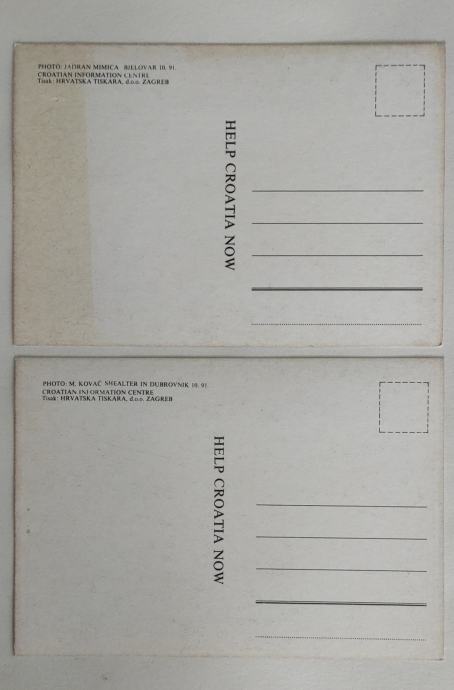 PHOTO: JADRAN MIMICA BJELOVAR 10. 91.
CROATIAN INFORMATION CENTRE
Tisak: HRVATSKA TISKARA, d.o.o. ZAGREB
HELP CROATIA NOW
PHOTO: M. KOVAČ SHEALTER IN DUBROVNIK 10. 91.
CROATIAN INFORMATION CENTRE
Tisak: HRVATSKA TISKARA, d.o.o. ZAGREB
HELP CROATIA NOW